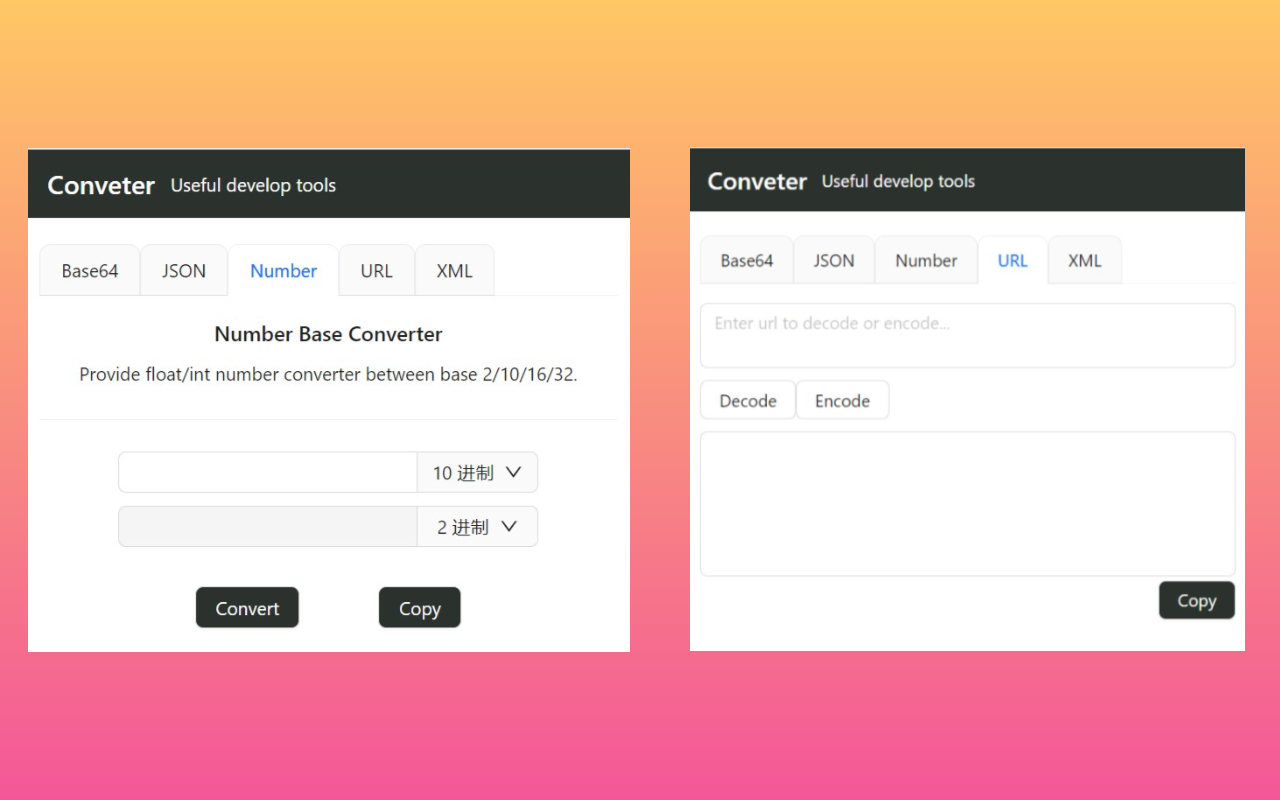 Conveter Useful develop tools
Base64 JSON Number URL XML
Number Base Converter
Provide float/int number converter between base 2/10/16/32.
10 进制
2 进制
Convert Copy
Conveter Useful develop tools
Base64 JSON Number URL XML
Enter url to decode or encode...
Decode Encode
Copy